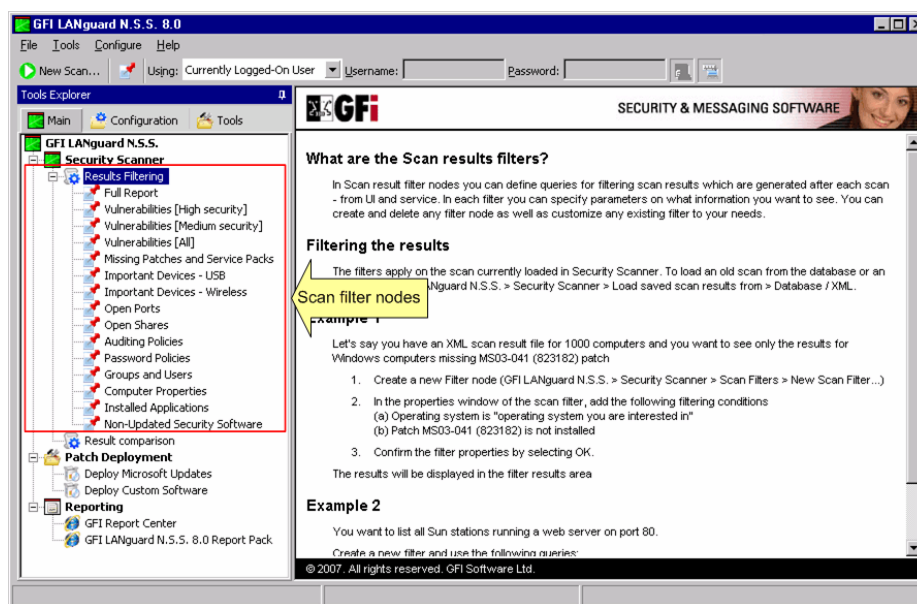 GFI LANguard N.S.S. 8.0
File Tools Configure Help
New Scan... Using: Currently Logged-On User Username: Password:
Tools Explorer
Main Configuration Tools
GFI LANguard N.S.S.
Security Scanner
Results Filtering
Full Report
Vulnerabilities [High security]
Vulnerabilities [Medium security]
Vulnerabilities [All]
Missing Patches and Service Packs
Important Devices - USB
Important Devices - Wireless
Open Ports
Open Shares
Auditing Policies
Password Policies
Groups and Users
Computer Properties
Installed Applications
Non-Updated Security Software
Result comparison
Patch Deployment
Deploy Microsoft Updates
Deploy Custom Software
Reporting
GFI Report Center
GFI LANguard N.S.S. 8.0 Report Pack
Scan filter nodes
GFi
SECURITY & MESSAGING SOFTWARE
What are the Scan results filters?
In Scan result filter nodes you can define queries for filtering scan results which are generated after each scan
- from UI and service. In each filter you can specify parameters on what information you want to see. You can
create and delete any filter node as well as customize any existing filter to your needs.
Filtering the results
The filters apply on the scan currently loaded in Security Scanner. To load an old scan from the database or an
N.S.S. > Security Scanner > Load saved scan results from > Database / XML.
Example 1
Let's say you have an XML scan result file for 1000 computers and you want to see only the results for
Windows computers missing MS03-041 (823182) patch
1. Create a new Filter node (GFI LANguard N.S.S. > Security Scanner > Scan Filters > New Scan Filter...)
2. In the properties window of the scan filter, add the following filtering conditions
(a) Operating system is "operating system you are interested in"
(b) Patch MS03-041 (823182) is not installed
3. Confirm the filter properties by selecting OK.
The results will be displayed in the filter results area
Example 2
You want to list all Sun stations running a web server on port 80.
Create a new filter and use the following queries:
© 2007. All rights reserved. GFI Software Ltd.